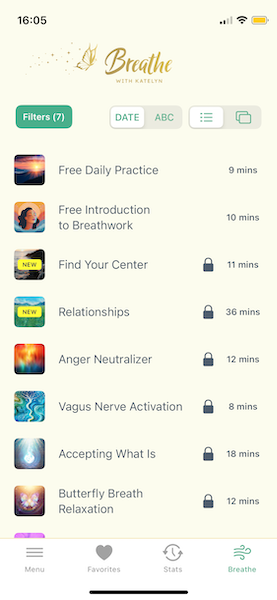 16:05
Breathe
WITH KATELYN
Filters (7)
DATE
ABC
Free Daily Practice
9 mins
Free Introduction
to Breathwork
10 mins
NEW
Find Your Center
11 mins
NEW
Relationships
36 mins
Anger Neutralizer
12 mins
Vagus Nerve Activation
8 mins
Accepting What Is
18 mins
Butterfly Breath
Relaxation
12 mins
Menu
Favorites
Stats
Breathe